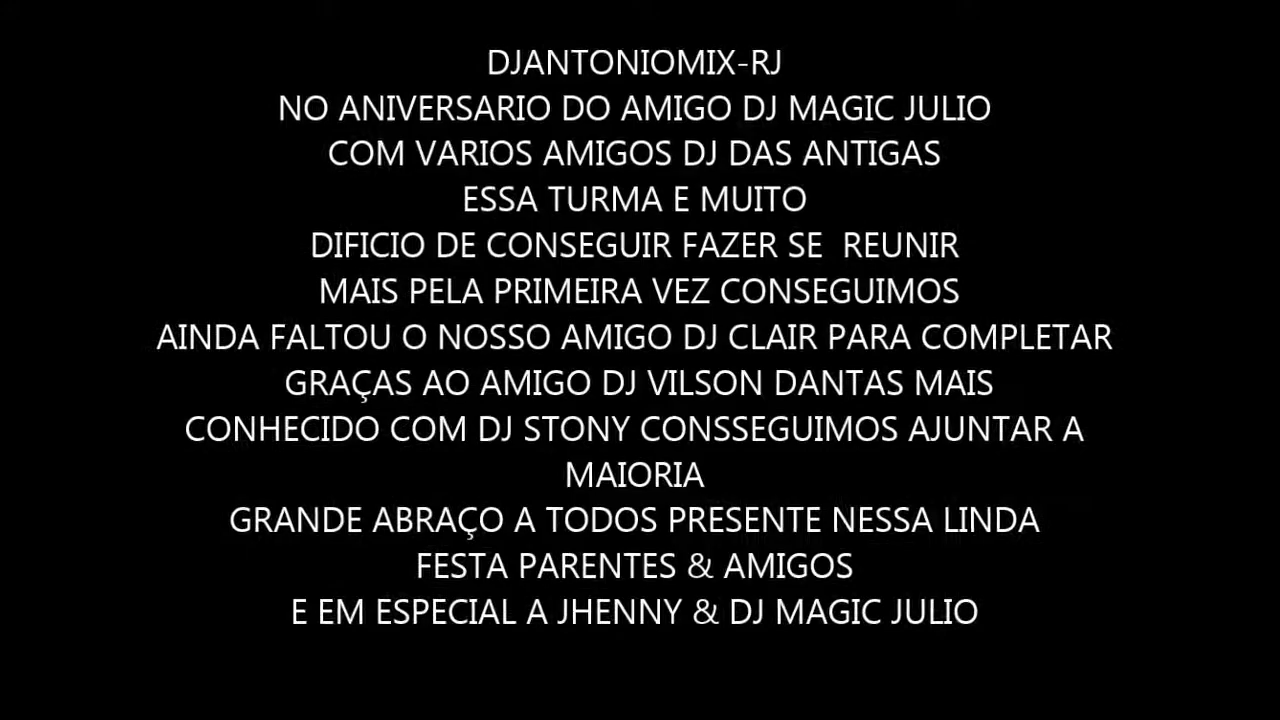 DJANTONIOMIX-RJ
NO ANIVERSARIO DO AMIGO DJ MAGIC JULIO
COM VARIOS AMIGOS DJ DAS ANTIGAS
ESSA TURMA E MUITO
DIFICIO DE CONSEGUIR FAZER SE  REUNIR
MAIS PELA PRIMEIRA VEZ CONSEGUIMOS
AINDA FALTOU O NOSSO AMIGO DJ CLAIR PARA COMPLETAR
GRAÇAS AO AMIGO DJ VILSON DANTAS MAIS
CONHECIDO COM DJ STONY CONSSEGUIMOS AJUNTAR A
MAIORIA
GRANDE ABRAÇO A TODOS PRESENTE NESSA LINDA
FESTA PARENTES & AMIGOS
E EM ESPECIAL A JHENNY & DJ MAGIC JULIO